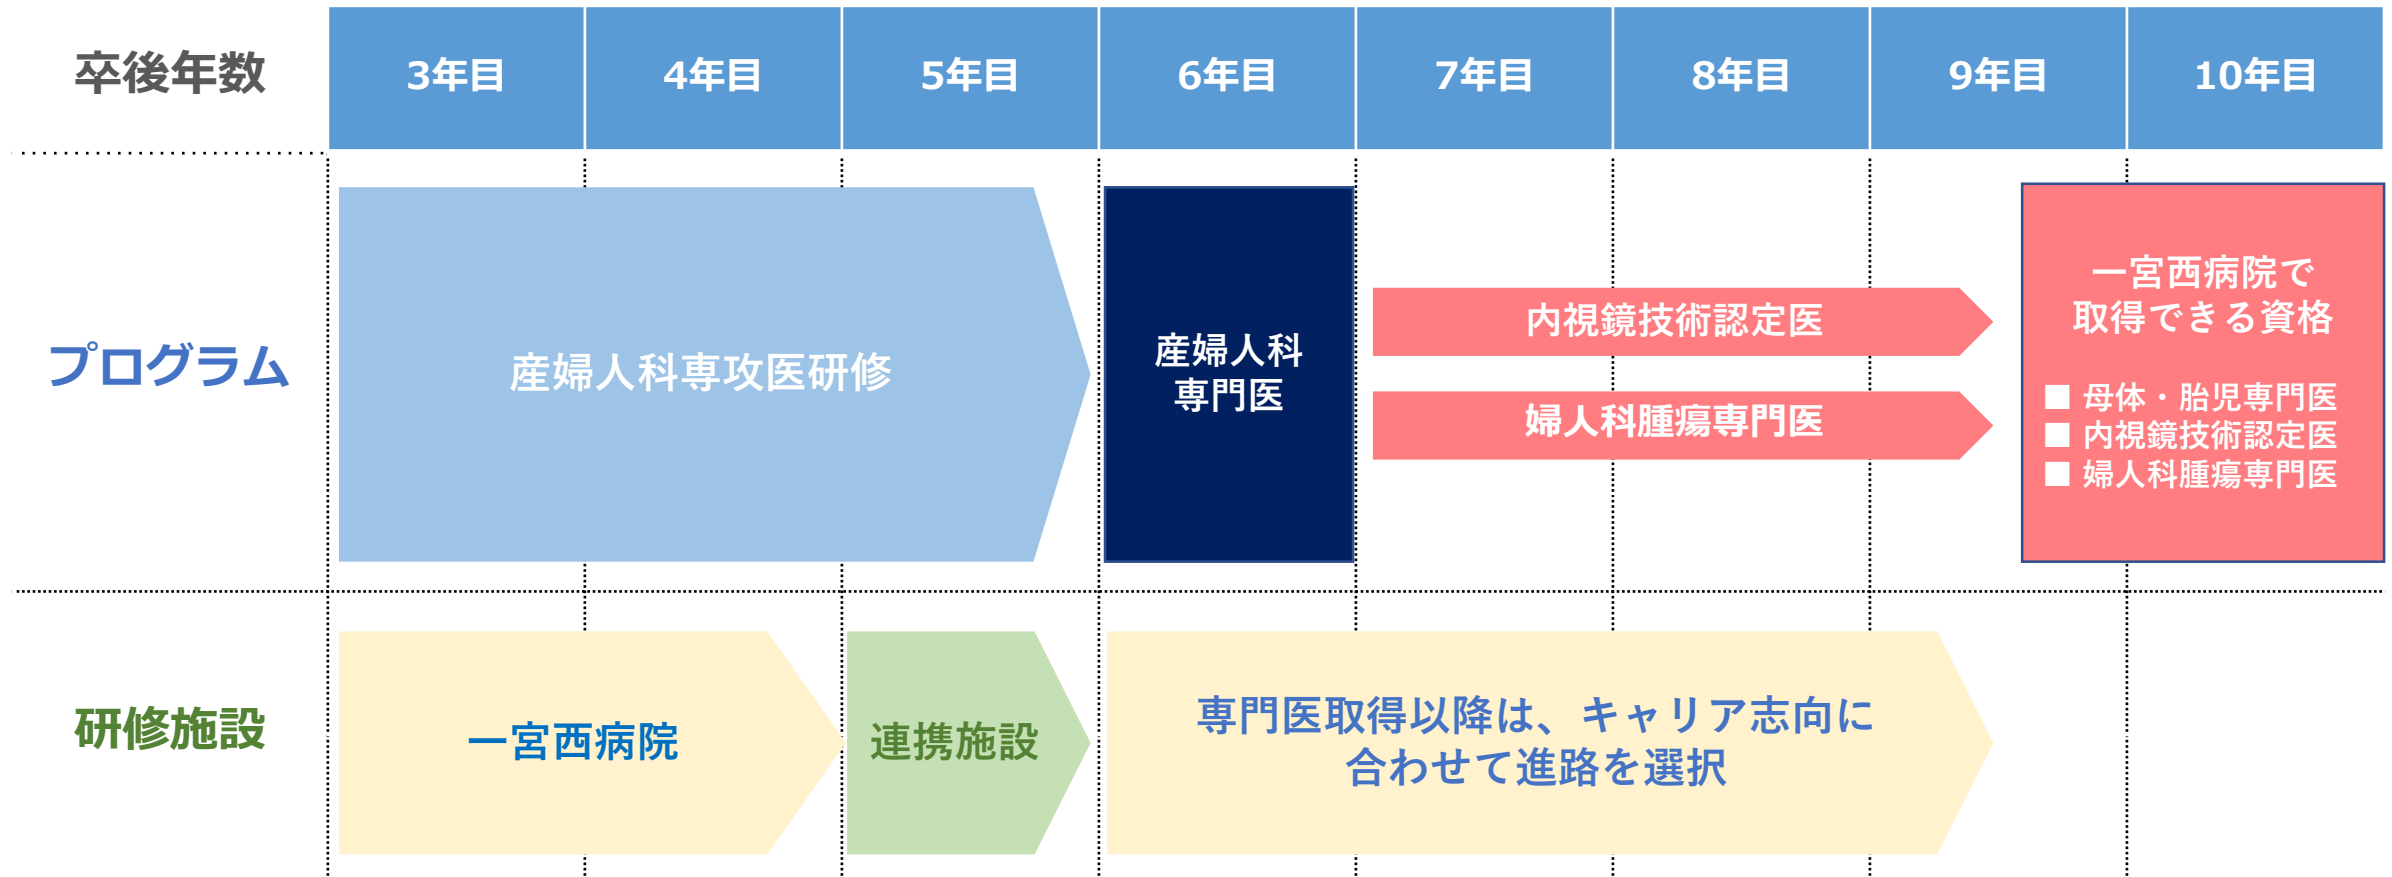 卒後年数
3年目
4年目
5年目
6年目
7年目
8年目
9年目
10年目
プログラム
産婦人科専攻医研修
産婦人科
専門医
内視鏡技術認定医
婦人科腫瘍専門医
一宮西病院で
取得できる資格
■ 母体・胎児専門医
■ 内視鏡技術認定医
■ 婦人科腫瘍専門医
研修施設
一宮西病院
連携施設
専門医取得以降は、キャリア志向に
合わせて進路を選択